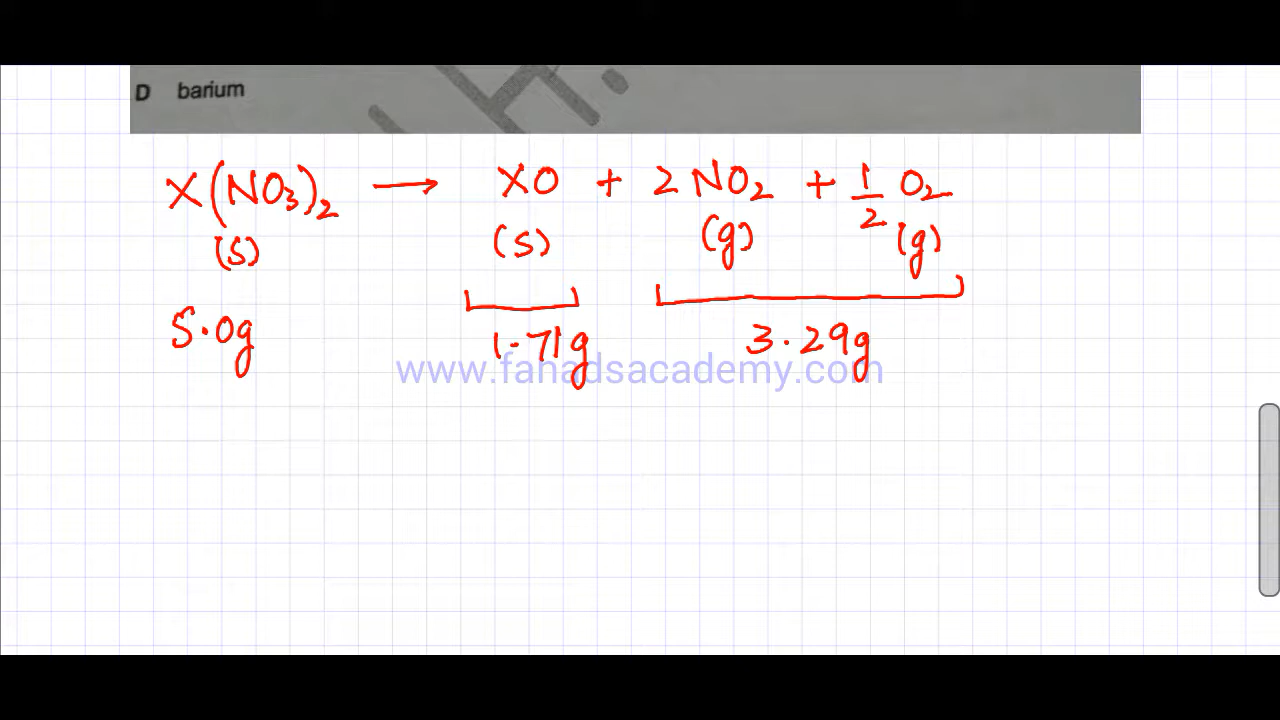 D barium
X(NO₃)₂ → XO + 2NO₂ + 1/2 O₂
(s) (s) (g) (g)
5.0g 1.71g 3.29g
www.fahadsacademy.com